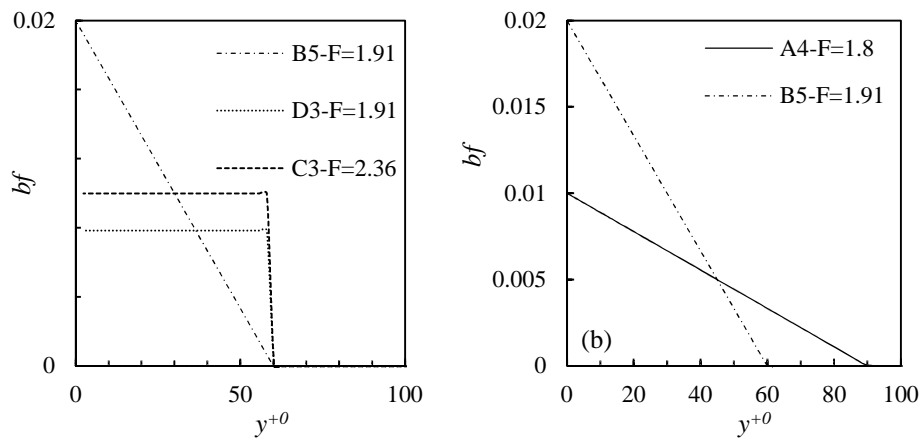 0.02
B5-F=1.91
D3-F=1.91
C3-F=2.36
bf
0
0 50 100
y+0
0.02
A4-F=1.8
B5-F=1.91
0.015
bf
0.01
0.005
(b)
0
0 20 40 60 80 100
y+0